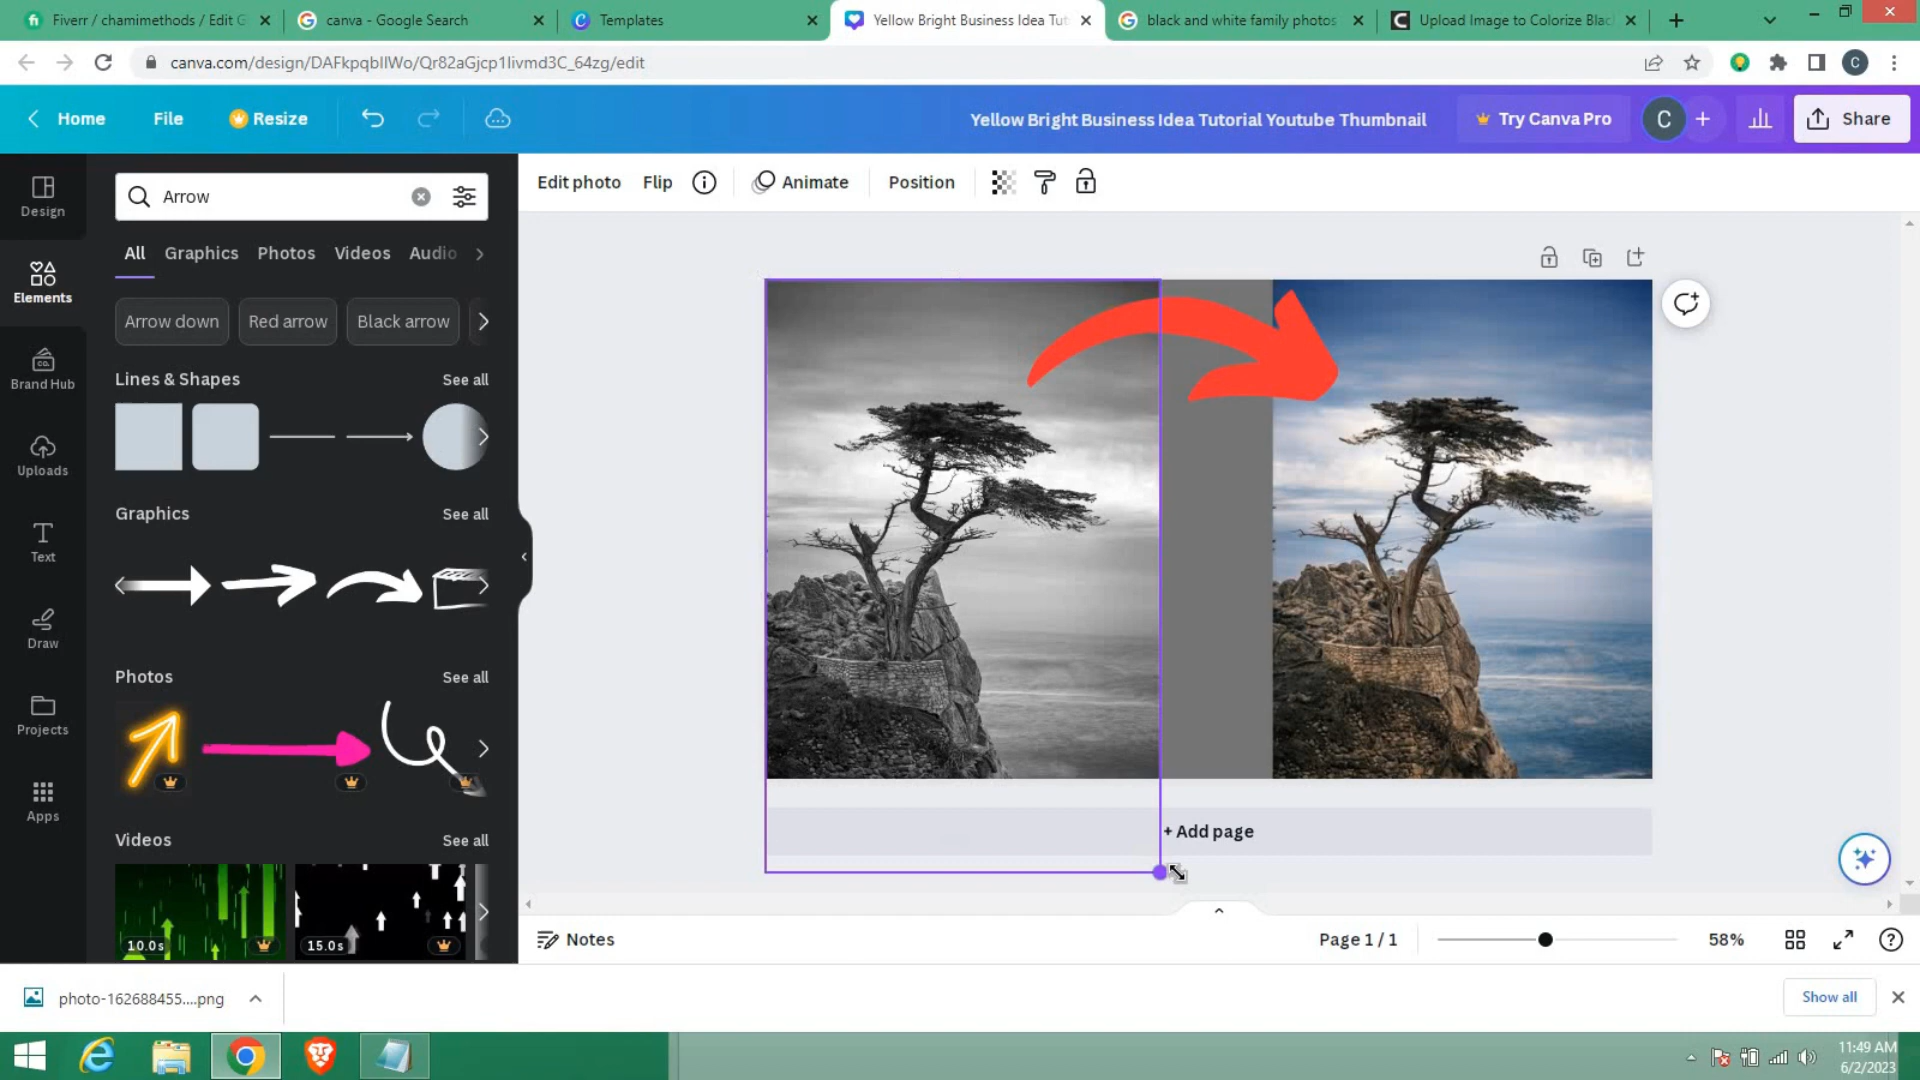 Fiverr / chamimethods / Edit G
canva - Google Search
Templates
Yellow Bright Business Idea Tut
black and white family photos
Upload Image to Colorize Blac
canva.com/design/DAFkpqbIlWo/Qr82aGjcp1Iivmd3C_64zg/edit
C
Home
File
Resize
Yellow Bright Business Idea Tutorial Youtube Thumbnail
Try Canva Pro
C
Share
Design
Elements
Brand Hub
Uploads
Text
Draw
Projects
Apps
Arrow
All
Graphics
Photos
Videos
Audio
Arrow down
Red arrow
Black arrow
Lines & Shapes
See all
Graphics
See all
Photos
See all
Videos
See all
10.0s
15.0s
Edit photo
Flip
Animate
Position
+ Add page
Notes
Page 1 / 1
58%
photo-162688455....png
Show all
11:49 AM
6/2/2023